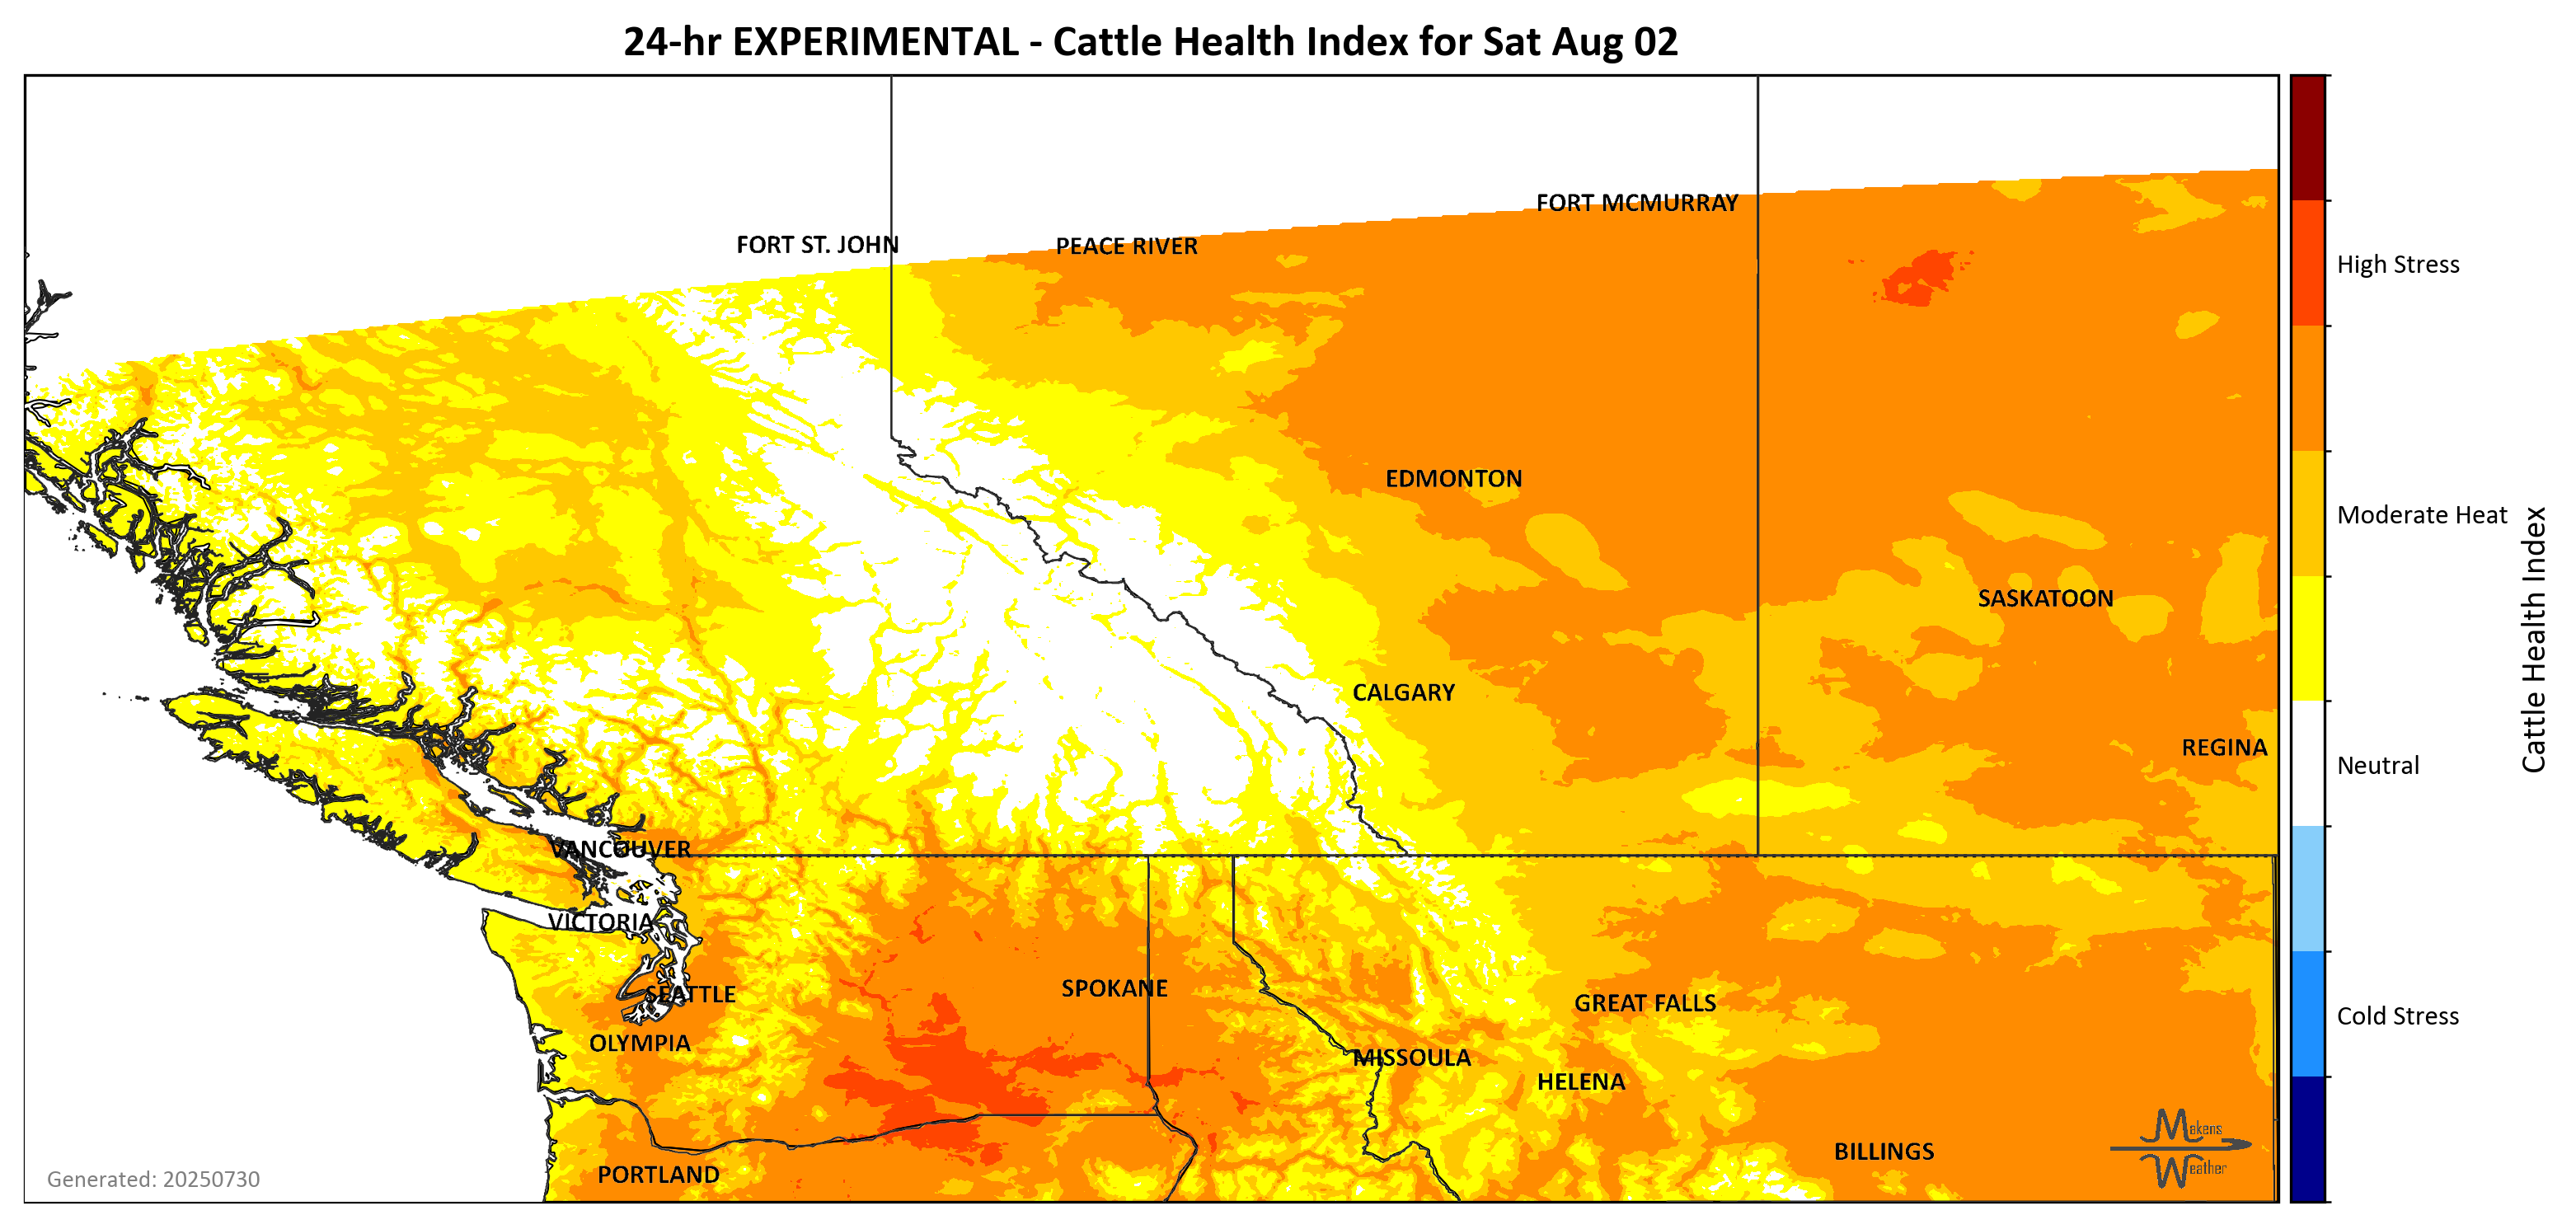 24-hr EXPERIMENTAL - Cattle Health Index for Sat Aug 02
FORT MCMURRAY
FORT ST. JOHN
PEACE RIVER
High Stress
EDMONTON
Moderate Heat
SASKATOON
CALGARY
Cattle Health Index
REGINA
Neutral
VANCOUVER
VICTORIA
SPOKANE
SEATTLE
GREAT FALLS
Cold Stress
OLYMPIA
MISSOULA
HELENA
Makens
Weather
BILLINGS
PORTLAND
Generated: 20250730